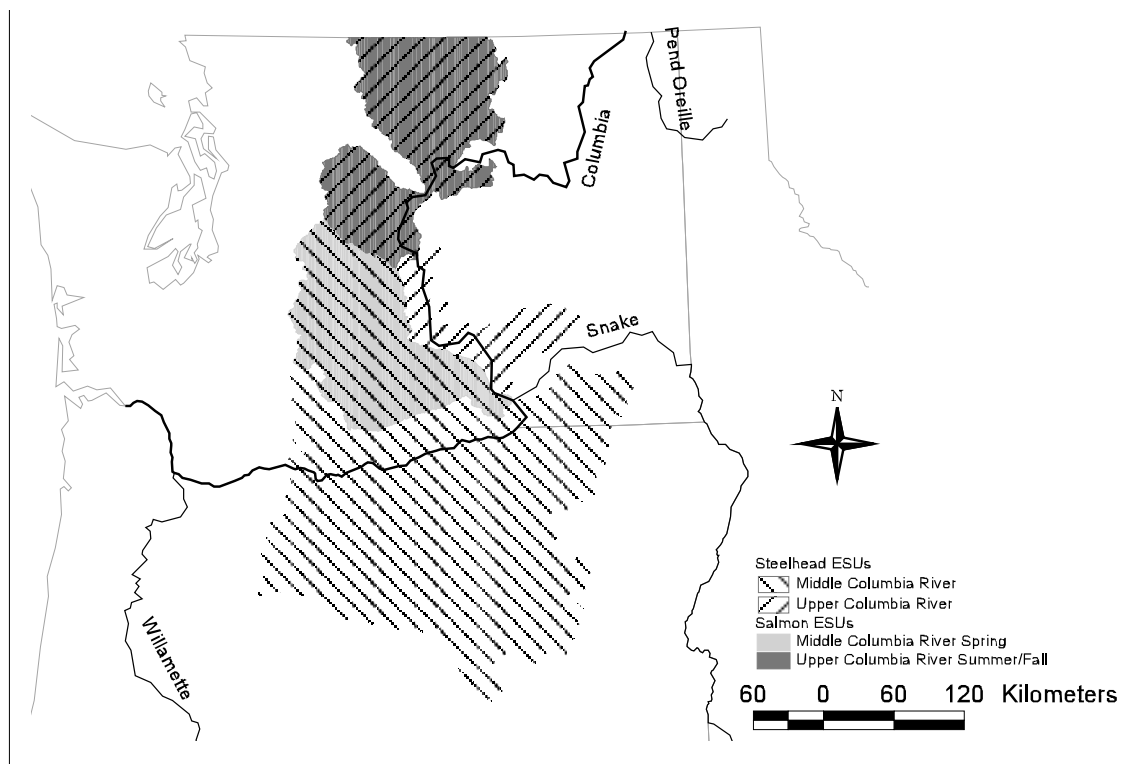 Pend Oreille
Columbia
Snake
N
Willamette
Steelhead ESUs
Middle Columbia River
Upper Columbia River
Salmon ESUs
Middle Columbia River Spring
Upper Columbia River Summer/Fall
60 0 60 120 Kilometers